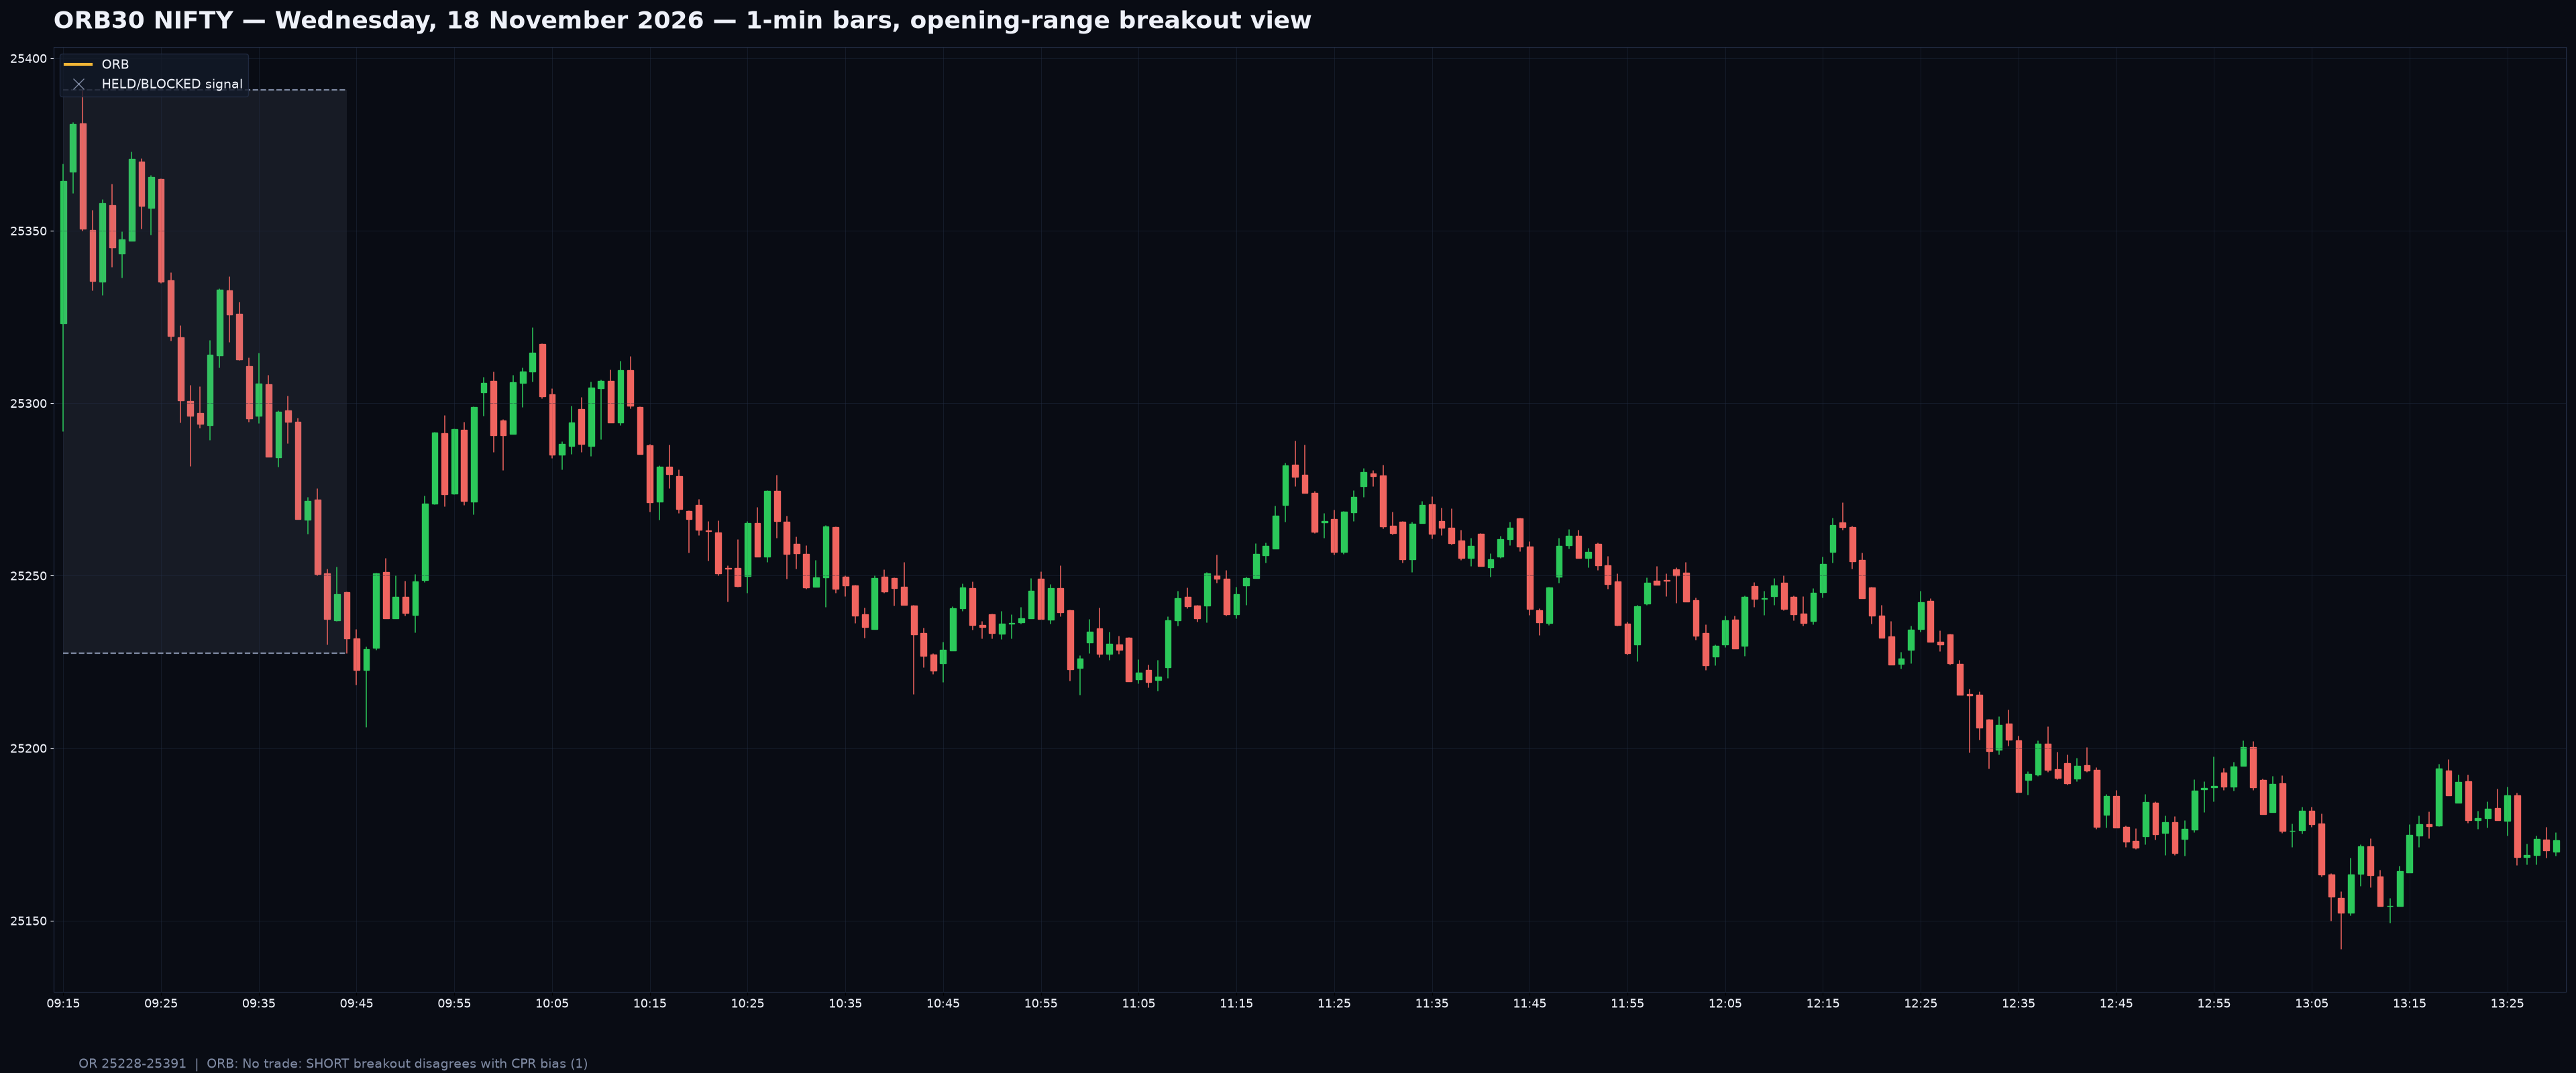 ORB30 NIFTY — Wednesday, 18 November 2026 — 1-min bars, opening-range breakout view
ORB
HELD/BLOCKED signal
25400
25350
25300
25250
25200
25150
09:15 09:25 09:35 09:45 09:55 10:05 10:15 10:25 10:35 10:45 10:55 11:05 11:15 11:25 11:35 11:45 11:55 12:05 12:15 12:25 12:35 12:45 12:55 13:05 13:15 13:25
OR 25228-25391 | ORB: No trade: SHORT breakout disagrees with CPR bias (1)